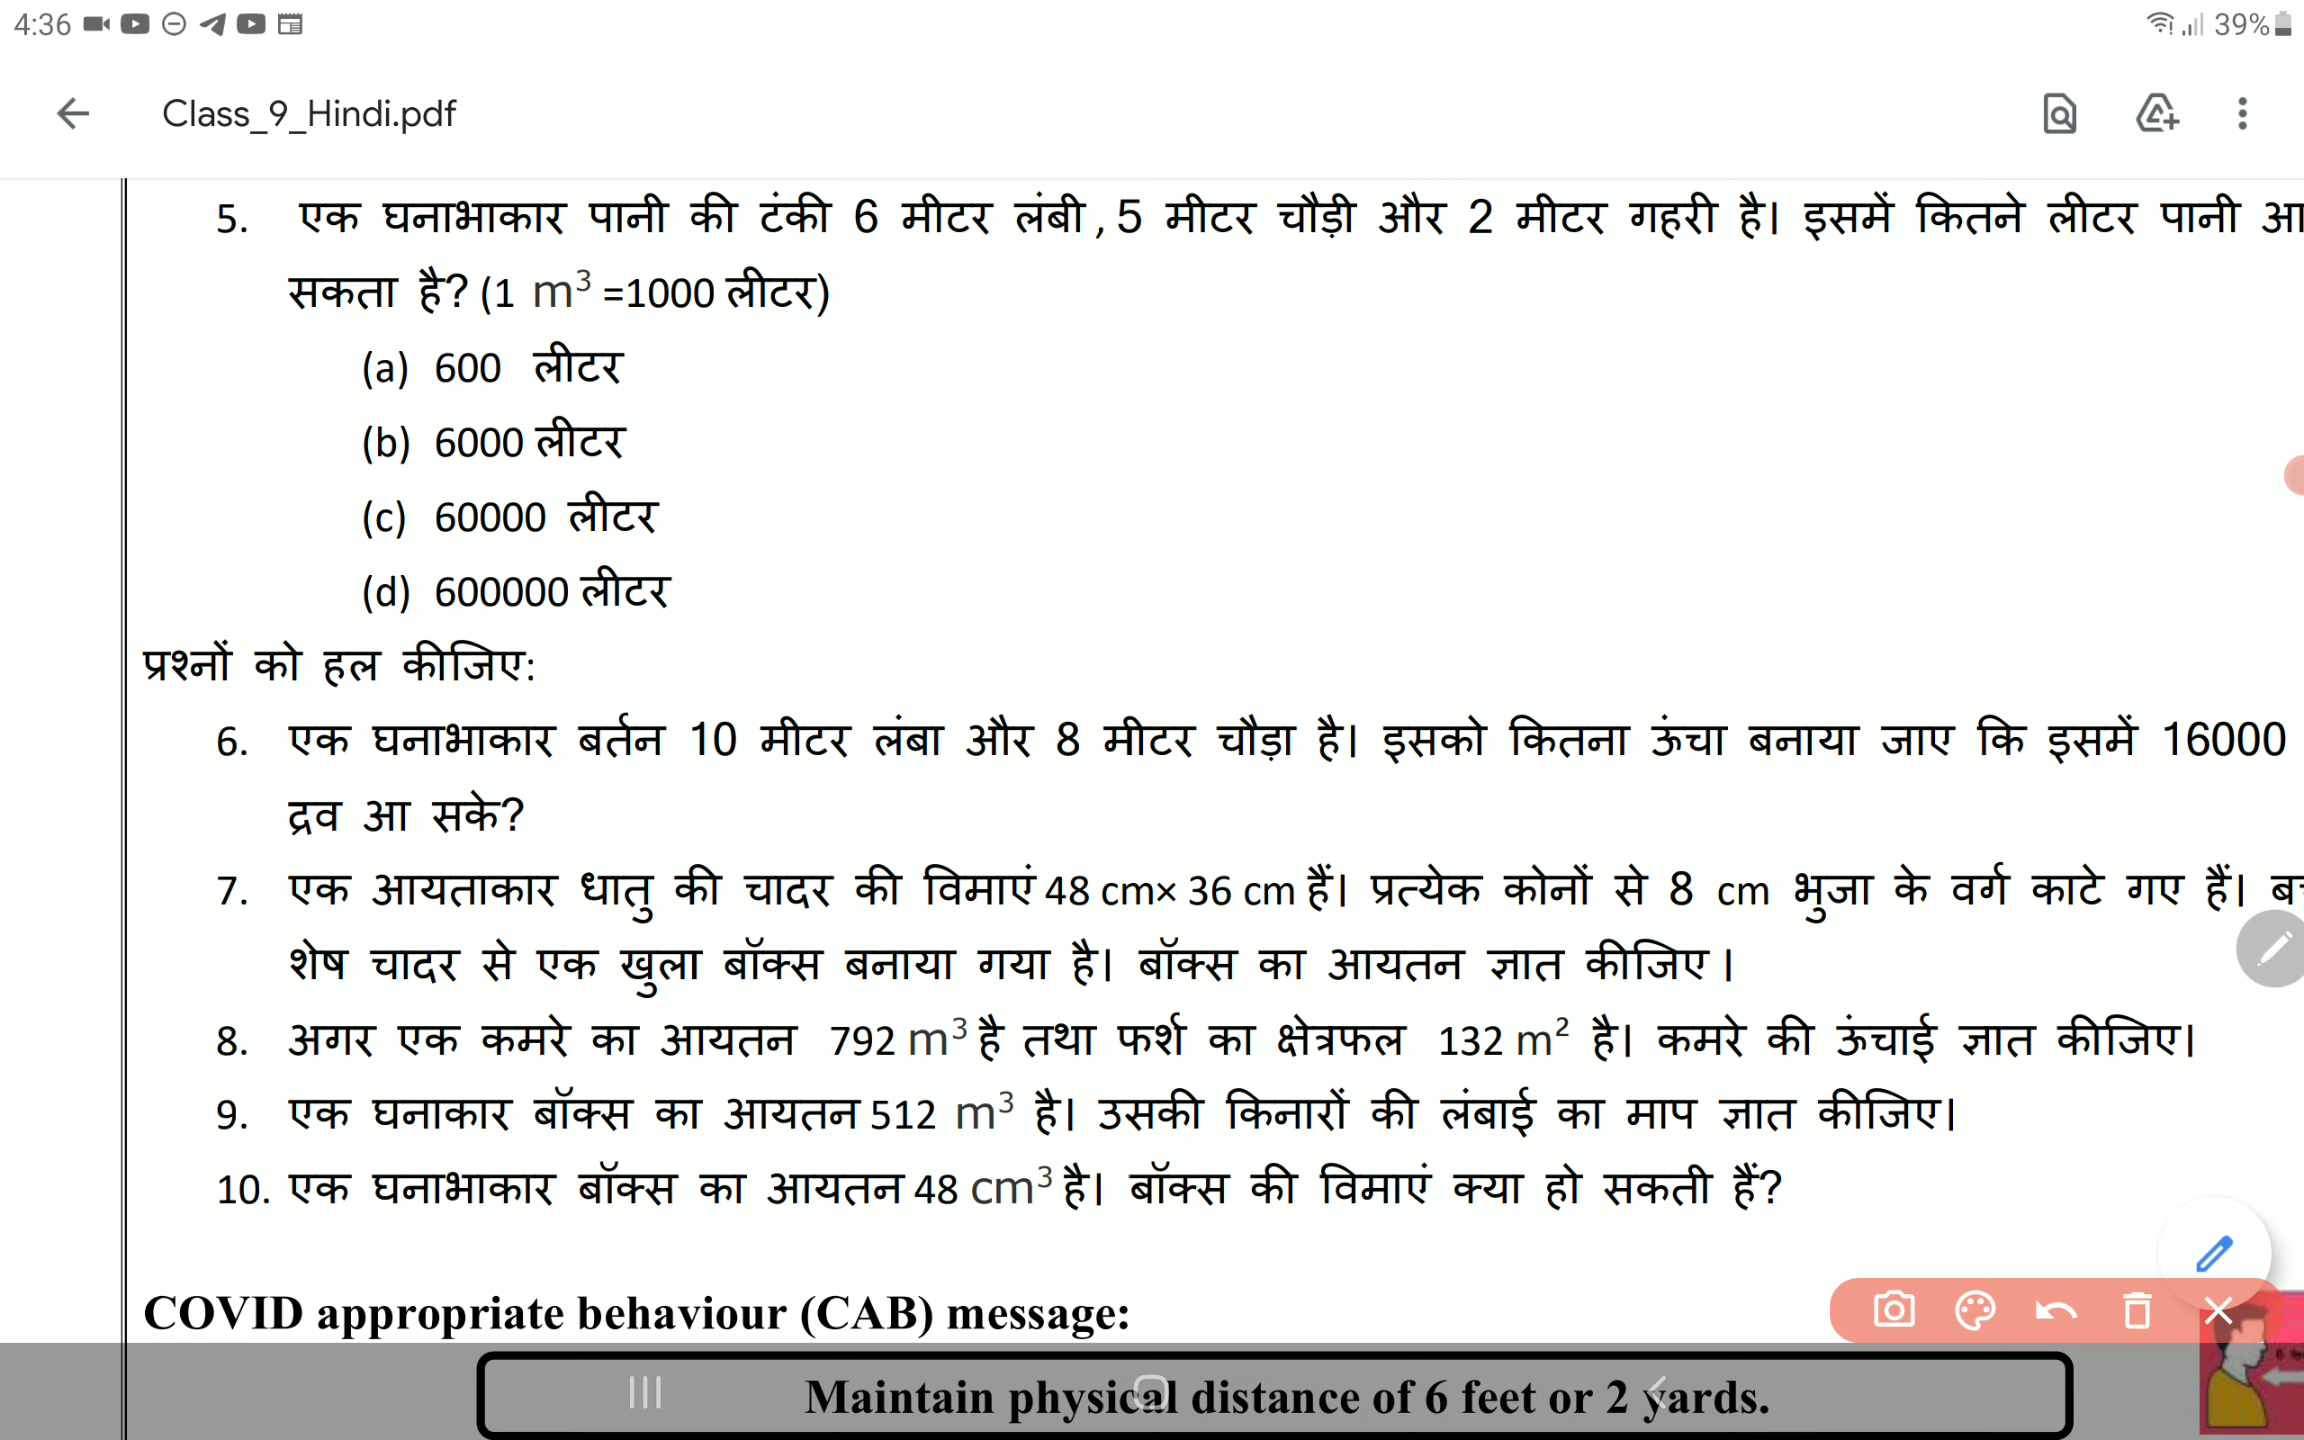 4:36
39%
Class_9_Hindi.pdf
5. एक घनाभाकार पानी की टंकी 6 मीटर लंबी,5 मीटर चौड़ी और 2 मीटर गहरी है। इसमें कितने लीटर पानी आ
सकता है? (1 m³ =1000 लीटर)
(a) 600 लीटर
(b) 6000 लीटर
(c) 60000 लीटर
(d) 600000 लीटर
प्रश्नों को हल कीजिए:
6. एक घनाभाकार बर्तन 10 मीटर लंबा और 8 मीटर चौड़ा है। इसको कितना ऊंचा बनाया जाए कि इसमें 16000
द्रव आ सके?
7. एक आयताकार धातु की चादर की विमाएं 48 cm× 36 cm हैं। प्रत्येक कोनों से 8 cm भुजा के वर्ग काटे गए हैं।
शेष चादर से एक खुला बॉक्स बनाया गया है। बॉक्स का आयतन ज्ञात कीजिए।
8. अगर एक कमरे का आयतन 792 m³ है तथा फर्श का क्षेत्रफल 132 m² है। कमरे की ऊंचाई ज्ञात कीजिए।
9. एक घनाकार बॉक्स का आयतन 512 m³ है। उसकी किनारों की लंबाई का माप ज्ञात कीजिए।
10. एक घनाभाकार बॉक्स का आयतन 48 cm³ है। बॉक्स की विमाएं क्या हो सकती हैं?
COVID appropriate behaviour (CAB) message:
Maintain physical distance of 6 feet or 2 yards.